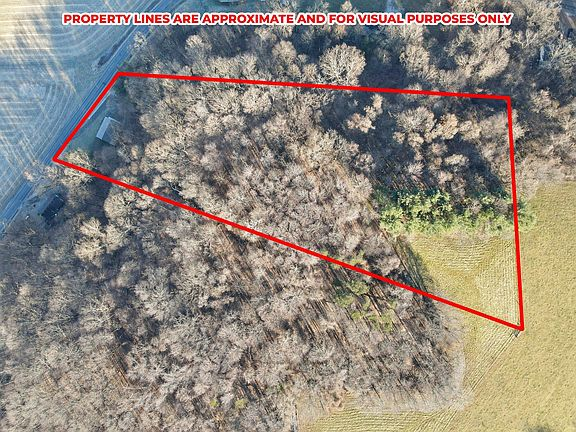 PROPERTY LINES ARE APPROXIMATE AND FOR VISUAL PURPOSES ONLY